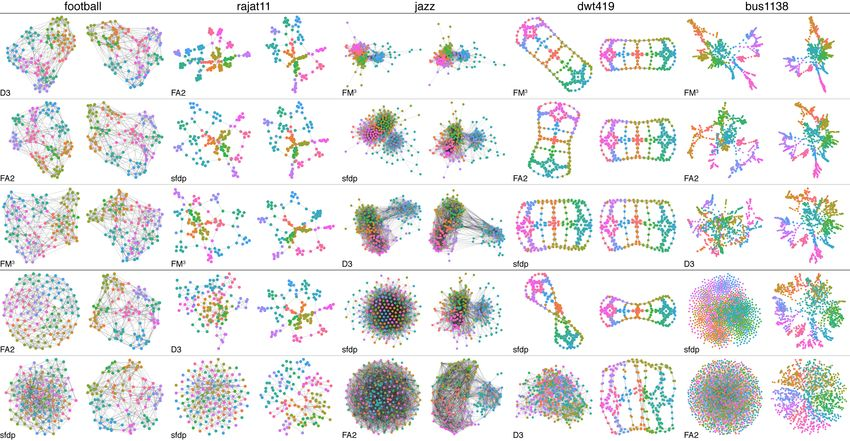 football rajat11 jazz dwt419 bus1138
D3 FA2 FM³ FM³ FM³
FA2 sfdp sfdp FA2 FA2
FM³ FM³ D3 sfdp D3
FA2 D3 sfdp sfdp sfdp
sfdp sfdp FA2 D3 FA2